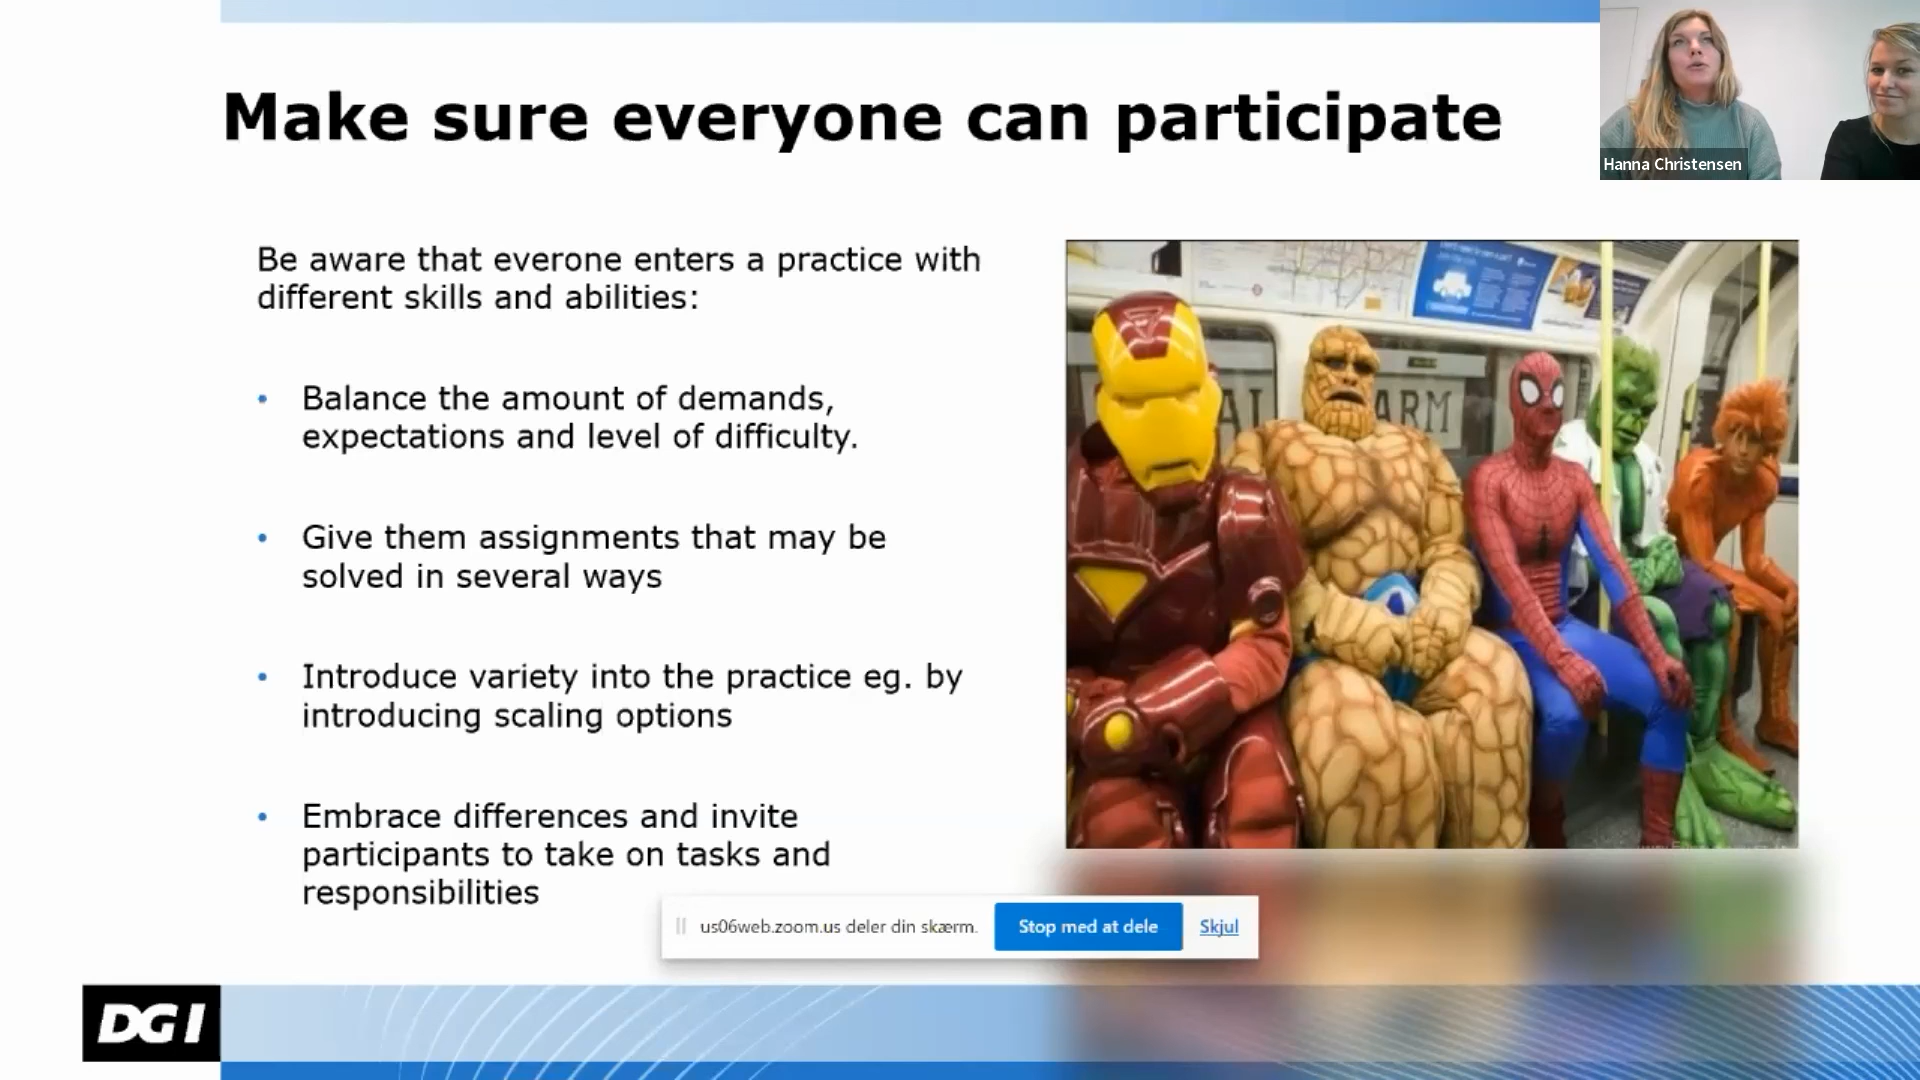 Make sure everyone can participate
Hanna Christensen
Be aware that everone enters a practice with
different skills and abilities:
• Balance the amount of demands,
expectations and level of difficulty.
• Give them assignments that may be
solved in several ways
• Introduce variety into the practice eg. by
introducing scaling options
• Embrace differences and invite
participants to take on tasks and
responsibilities
ARM
us06web.zoom.us deler din skærm.
Stop med at dele
Skjul
DGI